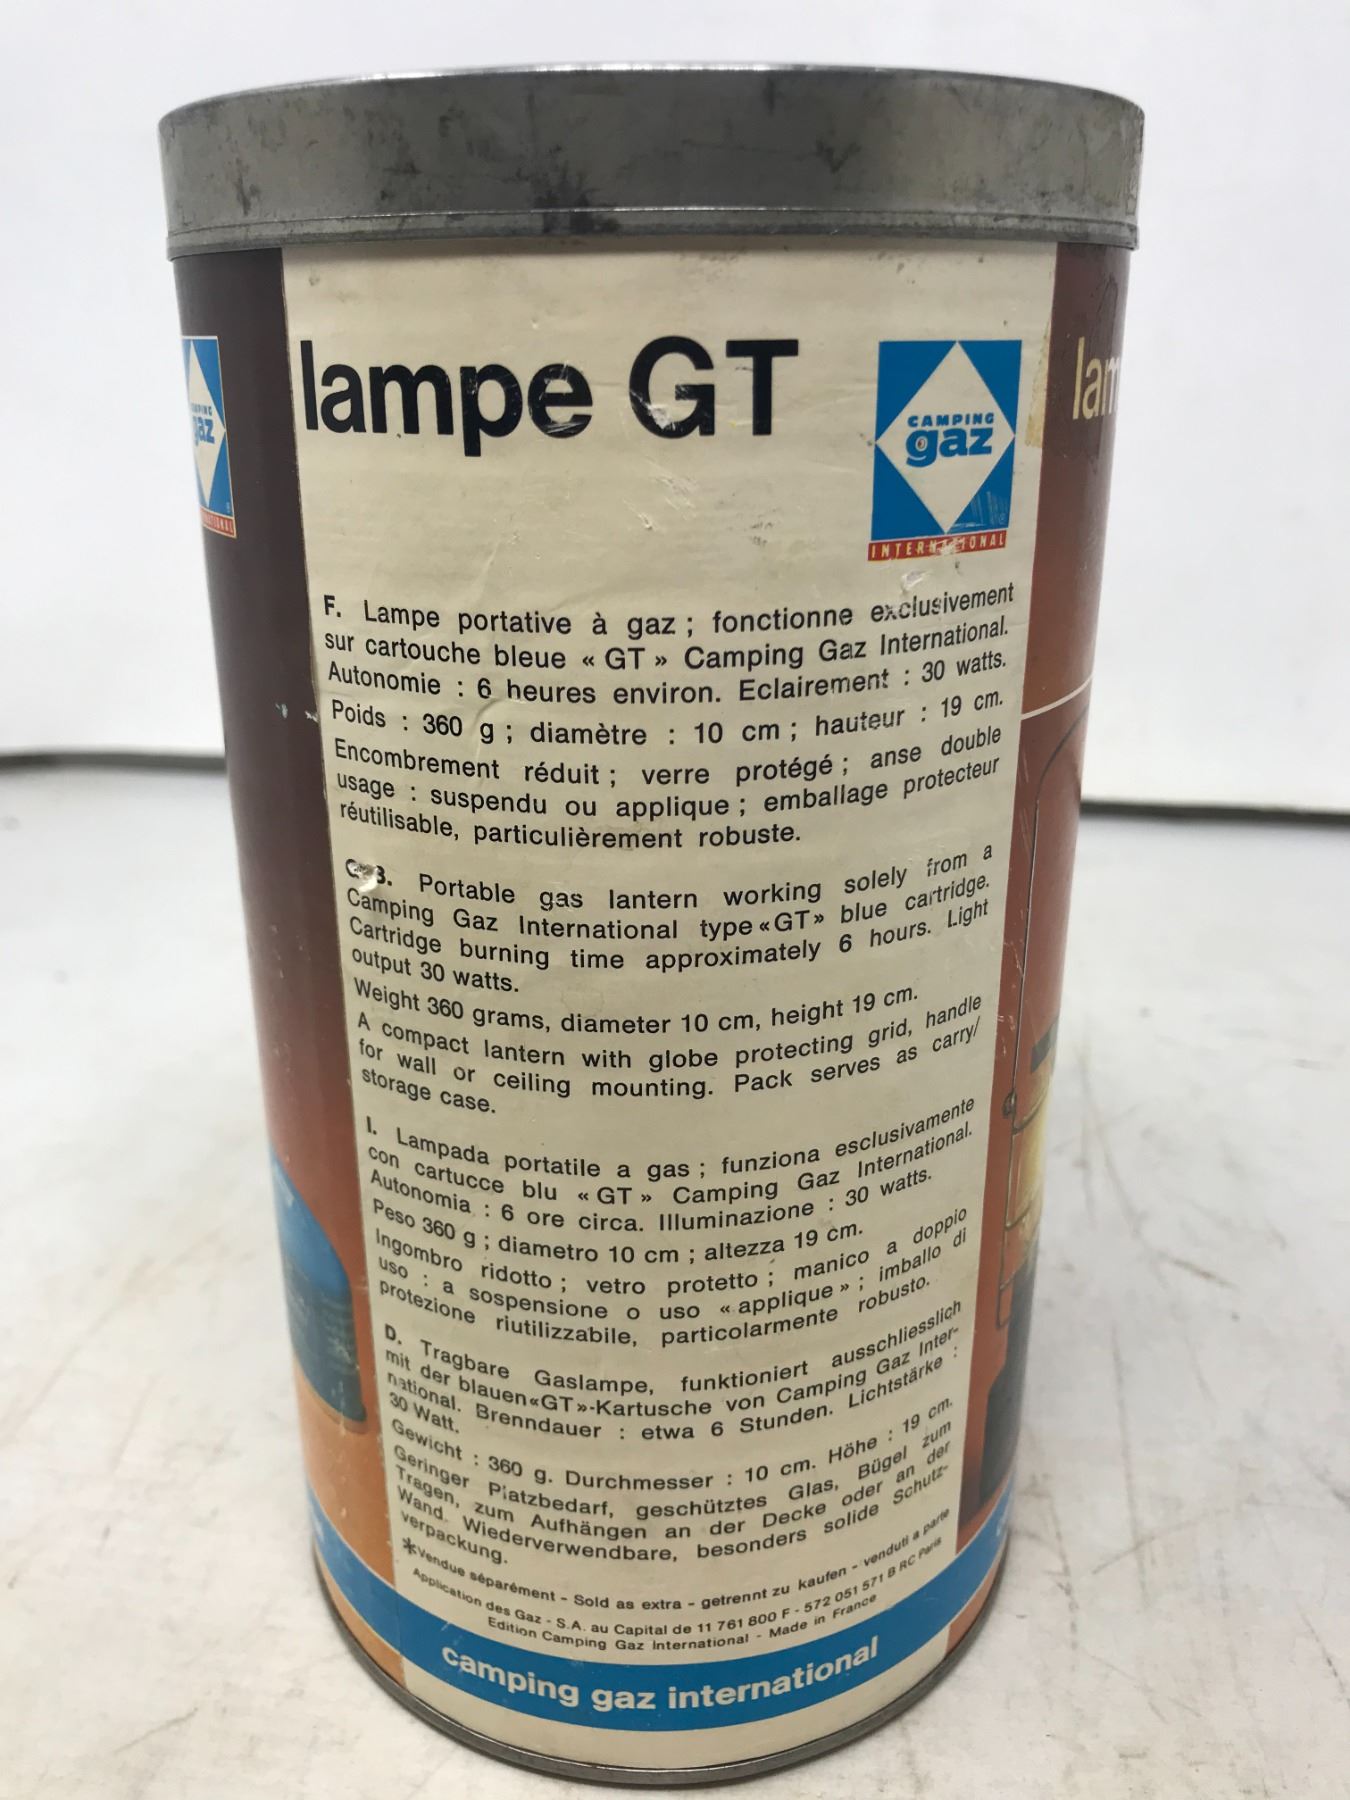 lampe GT
CAMPING
gaz
INTERNATIONAL
lam
F. Lampe portative à gaz ; fonctionne exclusivement
sur cartouche bleue « GT » Camping Gaz International.
Autonomie : 6 heures environ. Eclairement : 30 watts.
Poids : 360 g ; diamètre : 10 cm ; hauteur : 19 cm.
Encombrement réduit ; verre protégé ; anse double
usage : suspendu ou applique ; emballage protecteur
réutilisable, particulièrement robuste.
G.B. Portable gas lantern working solely from a
Camping Gaz International type «GT» blue cartridge.
Cartridge burning time approximately 6 hours. Light
output 30 watts.
Weight 360 grams, diameter 10 cm, height 19 cm.
A compact lantern with globe protecting grid, handle
for wall or ceiling mounting. Pack serves as carry/
storage case.
I. Lampada portatile a gas ; funziona esclusivamente
con cartucce blu « GT » Camping Gaz International.
Autonomia : 6 ore circa. Illuminazione : 30 watts.
Peso 360 g ; diametro 10 cm ; altezza 19 cm.
Ingombro ridotto ; vetro protetto ; manico a doppio
uso : a sospensione o uso « applique » ; imballo di
protezione riutilizzabile, particolarmente robusto.
D. Tragbare Gaslampe, funktioniert ausschliesslich
mit der blauen «GT»-Kartusche von Camping Gaz Inter-
national. Brenndauer : etwa 6 Stunden. Lichtstärke :
30 Watt.
Gewicht : 360 g. Durchmesser : 10 cm. Höhe : 19 cm.
Geringer Platzbedarf, geschütztes Glas, Bügel zum
Tragen, zum Aufhängen an der Decke oder an der
Wand. Wiederverwendbare, besonders solide Schutz-
verpackung.
*Vendue séparément - Sold as extra - getrennt zu kaufen - venduti a parte
Application des Gaz - S.A. au Capital de 11 761 800 F - 572 051 571 B RC Paris
Edition Camping Gaz International - Made in France
camping gaz international